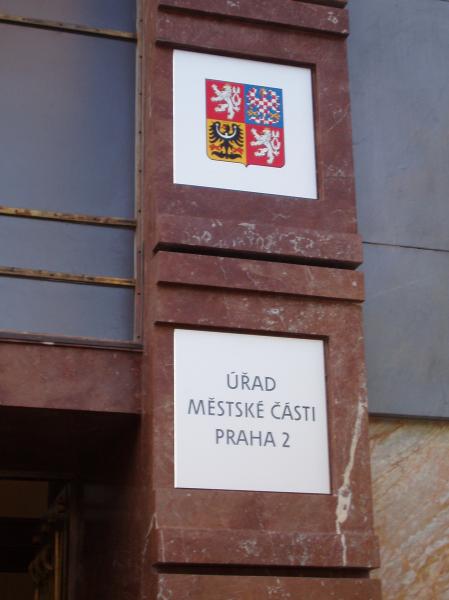 ÚŘAD
MĚSTSKÉ ČÁSTI
PRAHA 2